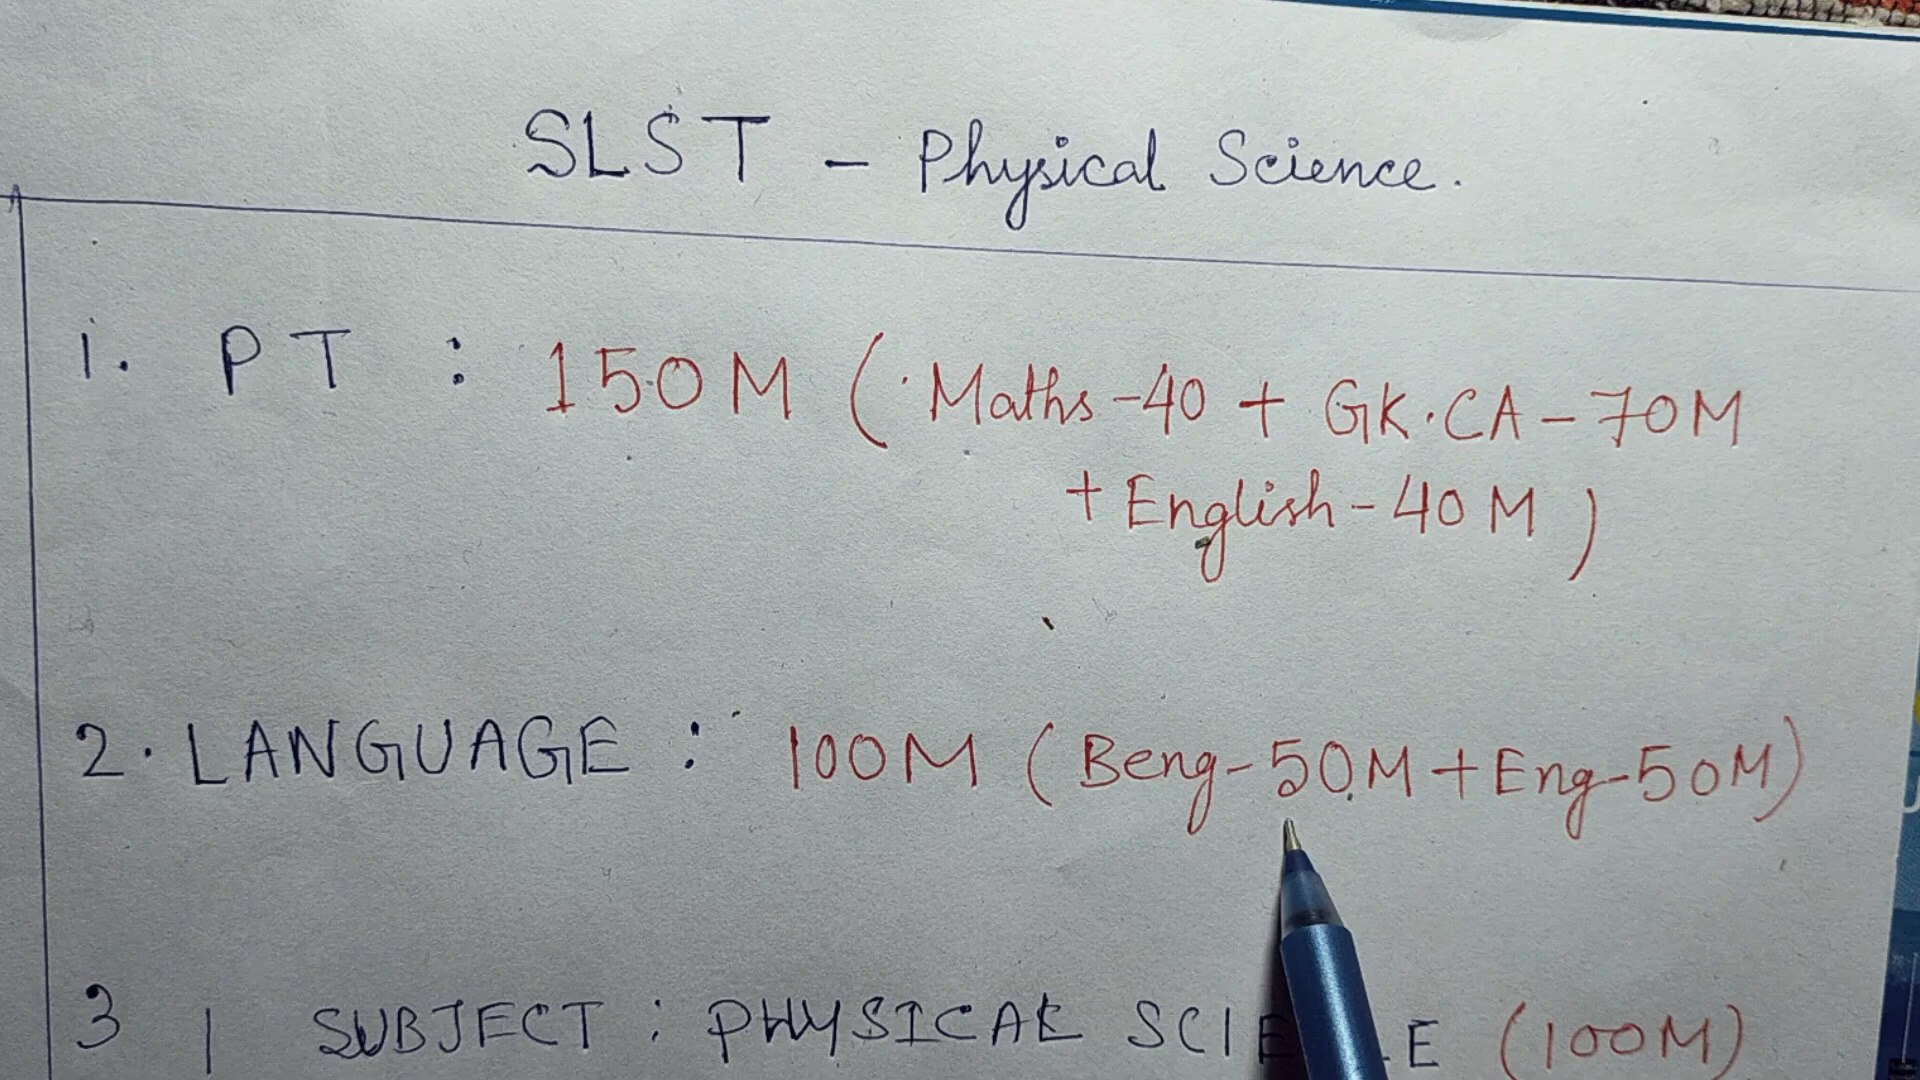 SLST - Physical Science.
1. PT : 150M (Maths-40 + GK.CA-70M
+ English-40M)
2. LANGUAGE : 100M (Beng-50M+Eng-50M)
3 | SUBJECT : PHYSICAL (100M)